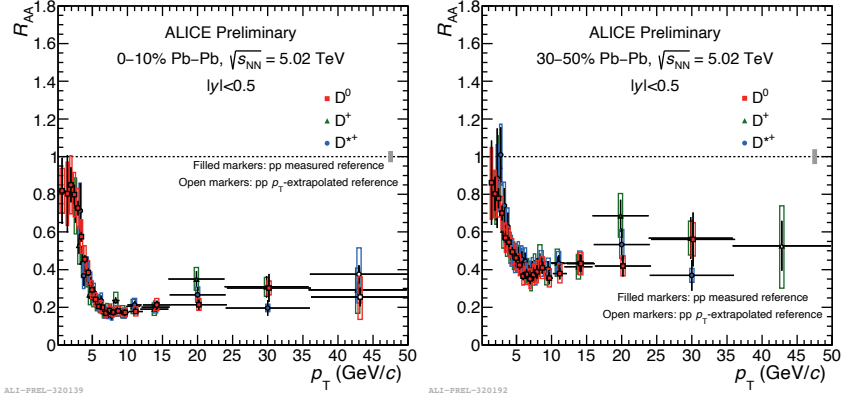 R_AA
1.8
1.6
1.4
1.2
1
0.8
0.6
0.4
0.2
0
ALICE Preliminary
0−10% Pb−Pb, √s_NN = 5.02 TeV
|y|<0.5
D⁰
D⁺
D*⁺
Filled markers: pp measured reference
Open markers: pp p_T-extrapolated reference
5 10 15 20 25 30 35 40 45 50
p_T (GeV/c)
ALI-PREL-320139
R_AA
1.8
1.6
1.4
1.2
1
0.8
0.6
0.4
0.2
0
ALICE Preliminary
30−50% Pb−Pb, √s_NN = 5.02 TeV
|y|<0.5
D⁰
D⁺
D*⁺
Filled markers: pp measured reference
Open markers: pp p_T-extrapolated reference
5 10 15 20 25 30 35 40 45 50
p_T (GeV/c)
ALI-PREL-320192